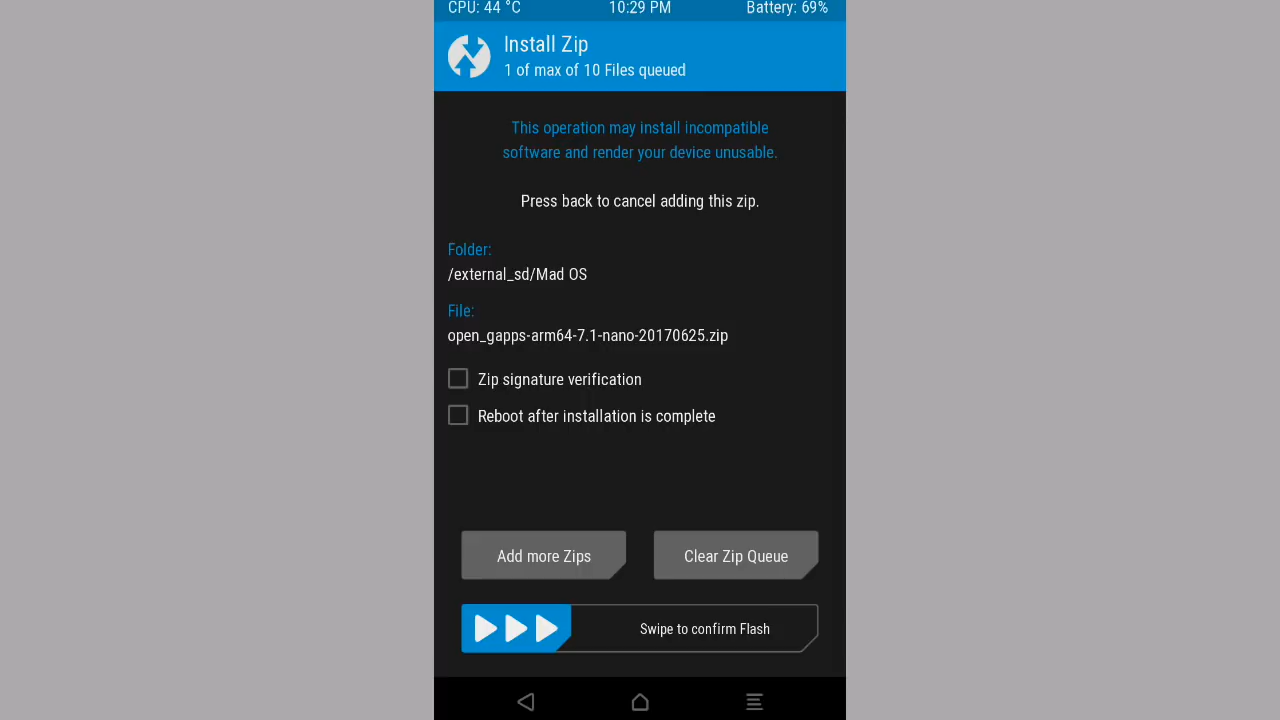 CPU: 44 °C 10:29 PM Battery: 69%
Install Zip
1 of max of 10 Files queued
This operation may install incompatible
software and render your device unusable.
Press back to cancel adding this zip.
Folder:
/external_sd/Mad OS
File:
open_gapps-arm64-7.1-nano-20170625.zip
Zip signature verification
Reboot after installation is complete
Add more Zips Clear Zip Queue
Swipe to confirm Flash